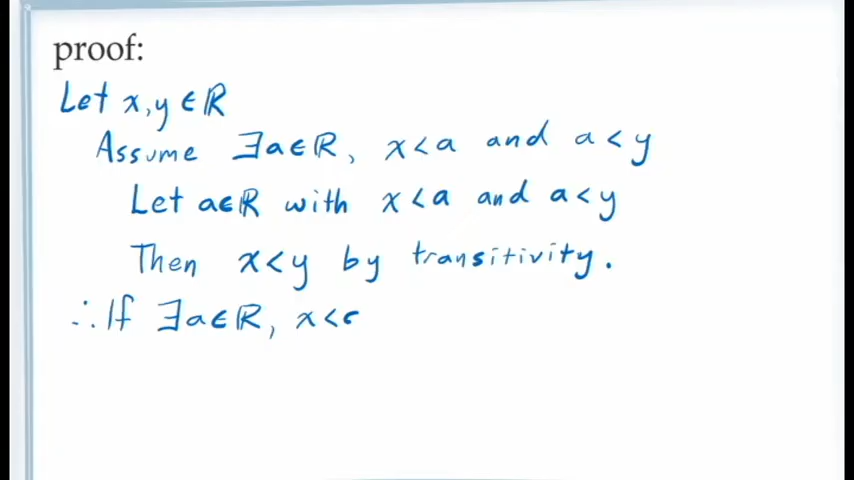 proof:
Let x, y ∈ ℝ
Assume ∃a∈ℝ, x<a and a<y
Let a∈ℝ with x<a and a<y
Then x<y by transitivity.
∴ If ∃a∈ℝ, x<